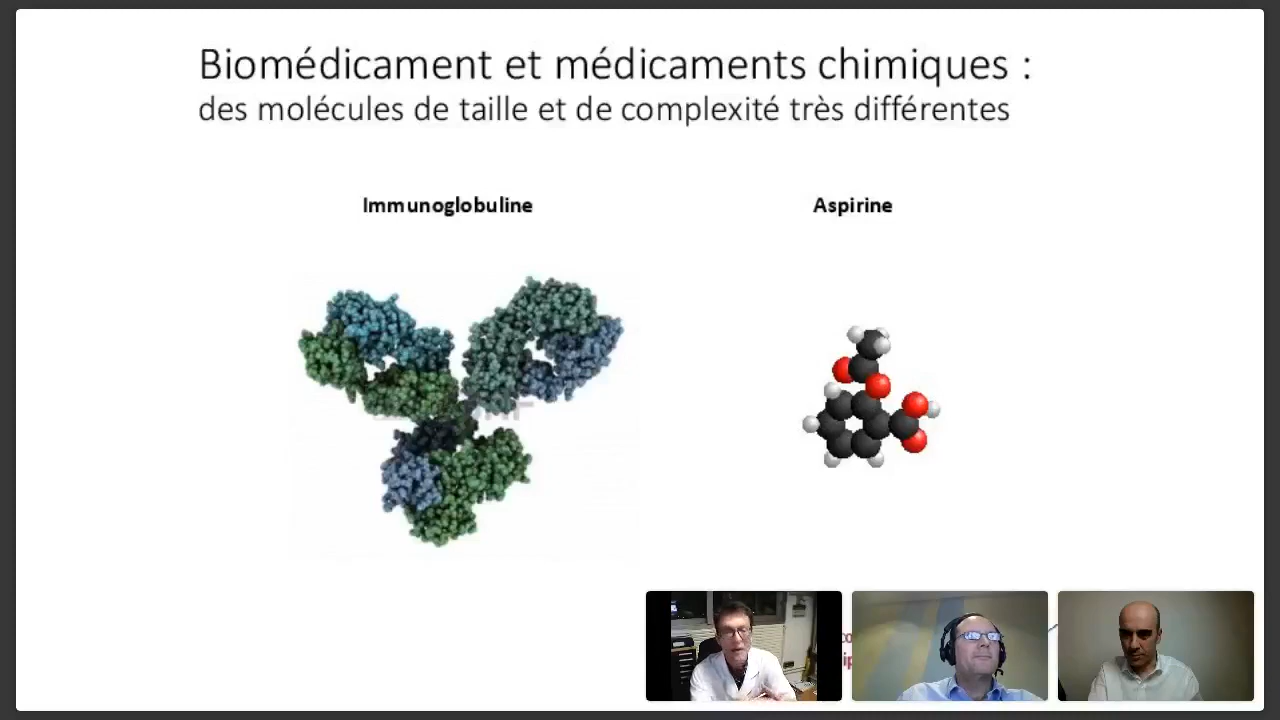 Biomédicament et médicaments chimiques :
des molécules de taille et de complexité très différentes
Immunoglobuline
Aspirine